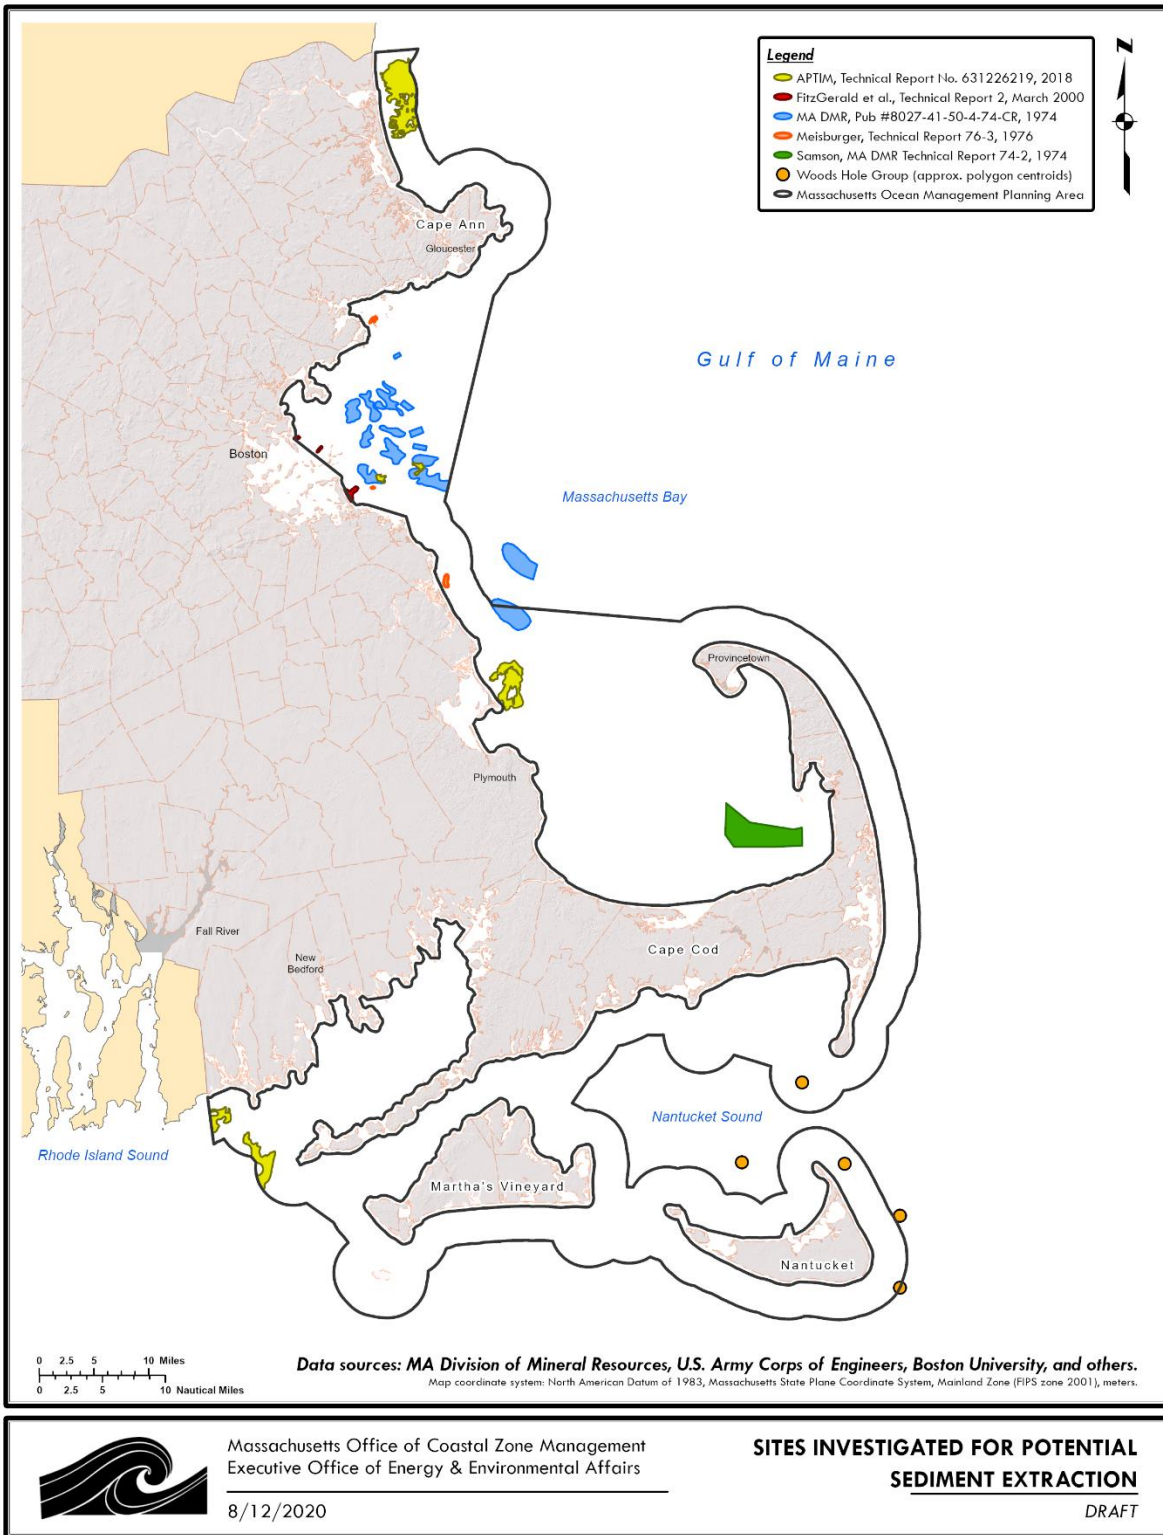 Legend
APTIM, Technical Report No. 631226219, 2018
FitzGerald et al., Technical Report 2, March 2000
MA DMR, Pub #8027-41-50-4-74-CR, 1974
Meisburger, Technical Report 76-3, 1976
Samson, MA DMR Technical Report 74-2, 1974
Woods Hole Group (approx. polygon centroids)
Massachusetts Ocean Management Planning Area
N
Cape Ann
Gloucester
Gulf of Maine
Boston
Massachusetts Bay
Provincetown
Plymouth
Fall River
New
Bedford
Cape Cod
Nantucket Sound
Rhode Island Sound
Martha's Vineyard
Nantucket
0 2.5 5 10 Miles
0 2.5 5 10 Nautical Miles
Data sources: MA Division of Mineral Resources, U.S. Army Corps of Engineers, Boston University, and others.
Map coordinate system: North American Datum of 1983, Massachusetts State Plane Coordinate System, Mainland Zone (FIPS zone 2001), meters.
Massachusetts Office of Coastal Zone Management
Executive Office of Energy & Environmental Affairs
8/12/2020
SITES INVESTIGATED FOR POTENTIAL
SEDIMENT EXTRACTION
DRAFT